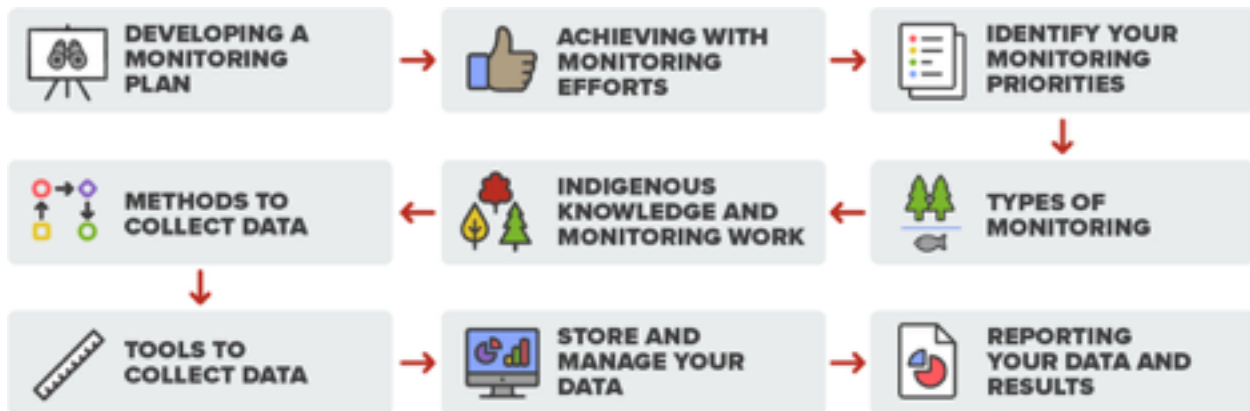 DEVELOPING A
MONITORING
PLAN
ACHIEVING WITH
MONITORING
EFFORTS
IDENTIFY YOUR
MONITORING
PRIORITIES
TYPES OF
MONITORING
INDIGENOUS
KNOWLEDGE AND
MONITORING WORK
METHODS TO
COLLECT DATA
TOOLS TO
COLLECT DATA
STORE AND
MANAGE YOUR
DATA
REPORTING
YOUR DATA AND
RESULTS